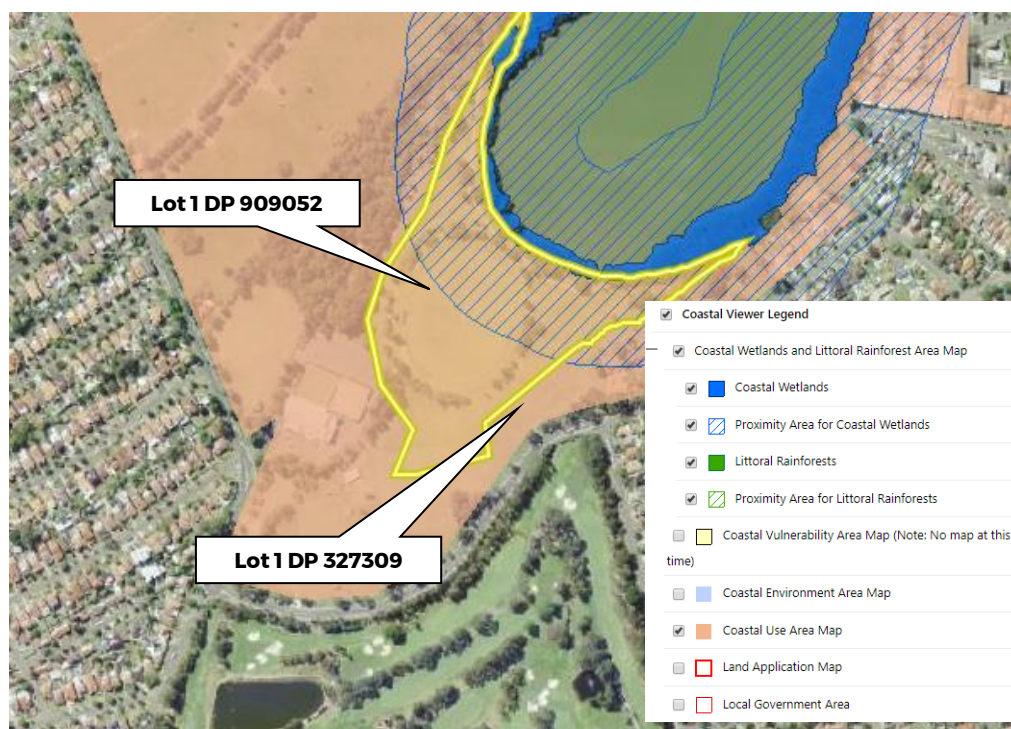 Lot 1 DP 909052
Lot 1 DP 327309
Coastal Viewer Legend
Coastal Wetlands and Littoral Rainforest Area Map
Coastal Wetlands
Proximity Area for Coastal Wetlands
Littoral Rainforests
Proximity Area for Littoral Rainforests
Coastal Vulnerability Area Map (Note: No map at this
time)
Coastal Environment Area Map
Coastal Use Area Map
Land Application Map
Local Government Area